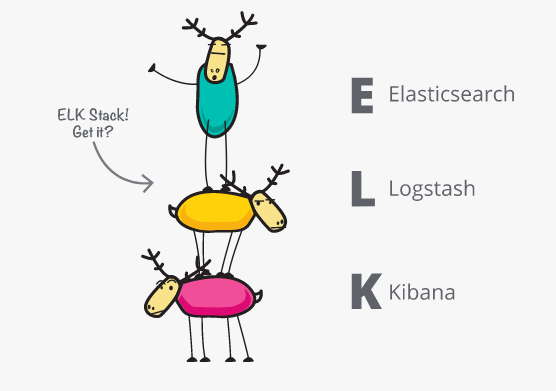 ELK Stack!
Get it?
E Elasticsearch
L Logstash
K Kibana